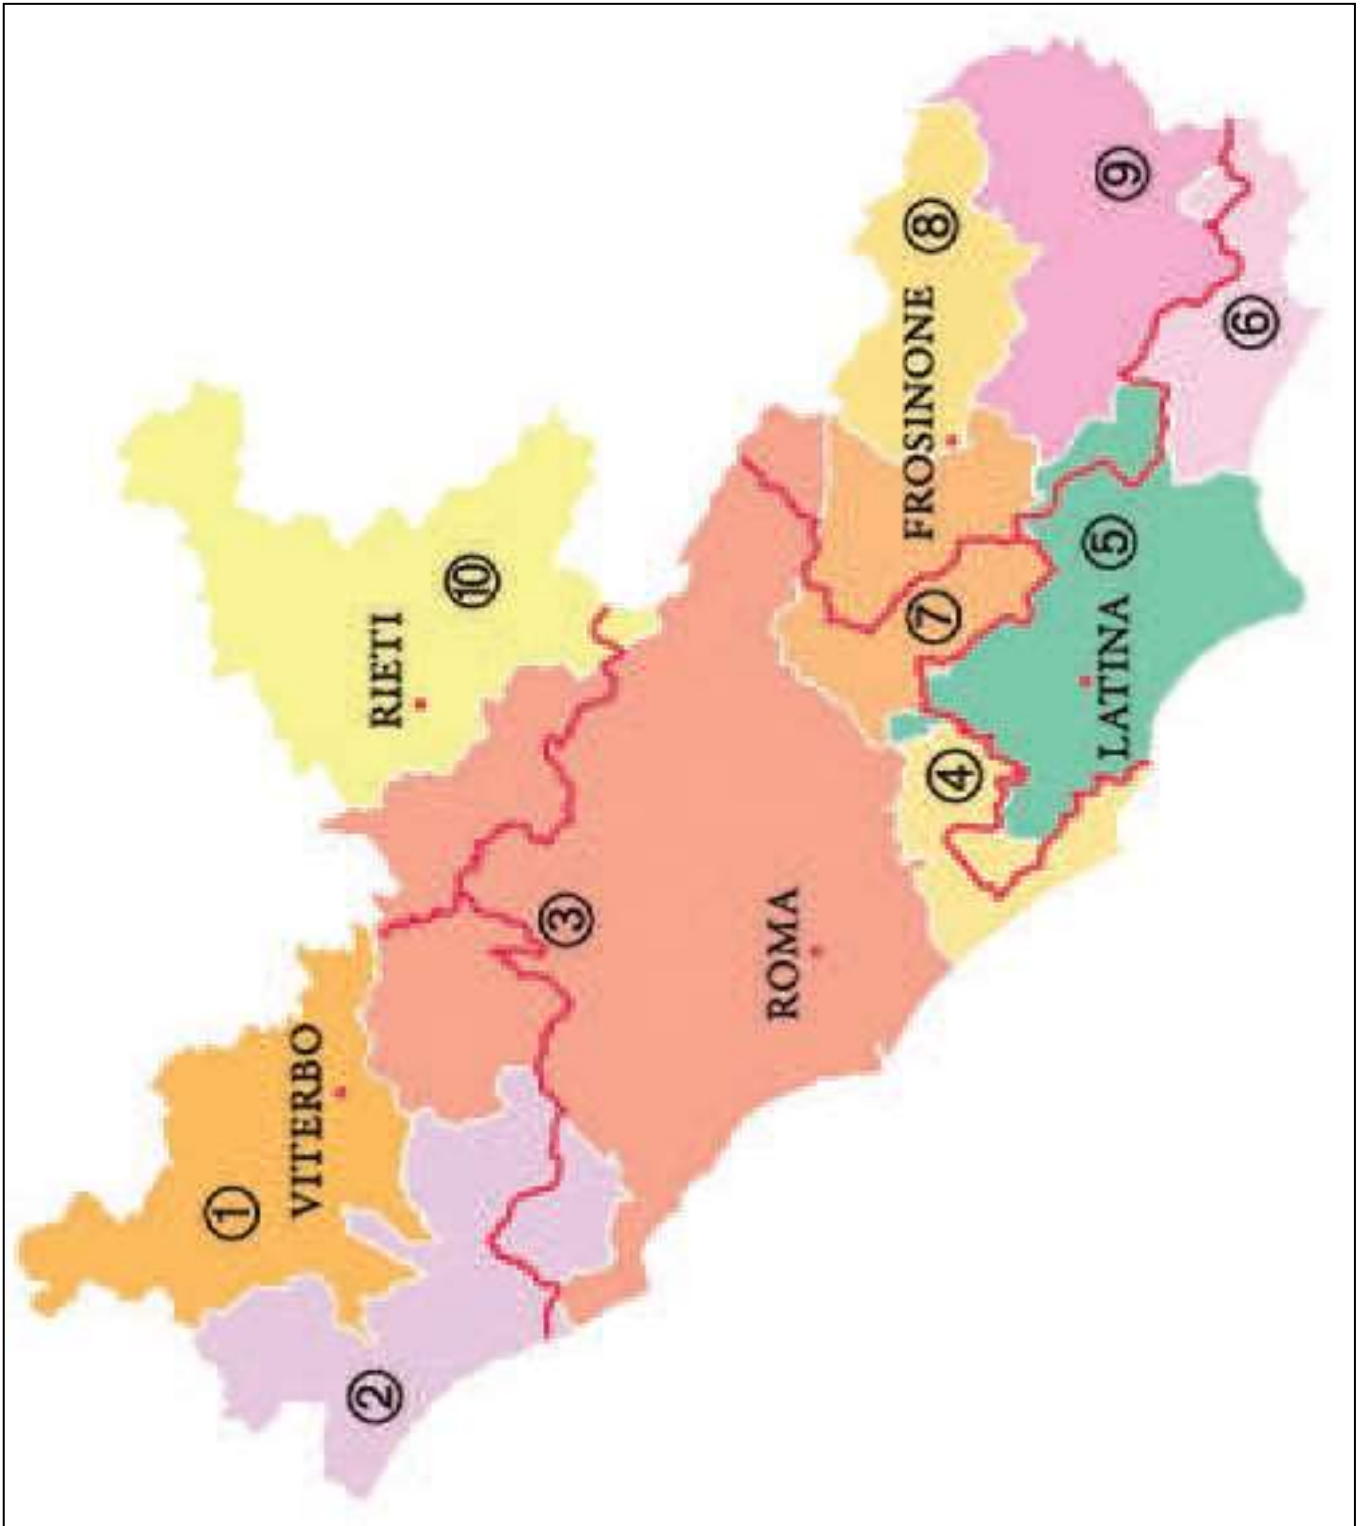 VITERBO
①
②
RIETI
⑩
③
ROMA
FROSINONE
⑧
⑨
⑦
④
⑤
LATINA
⑥